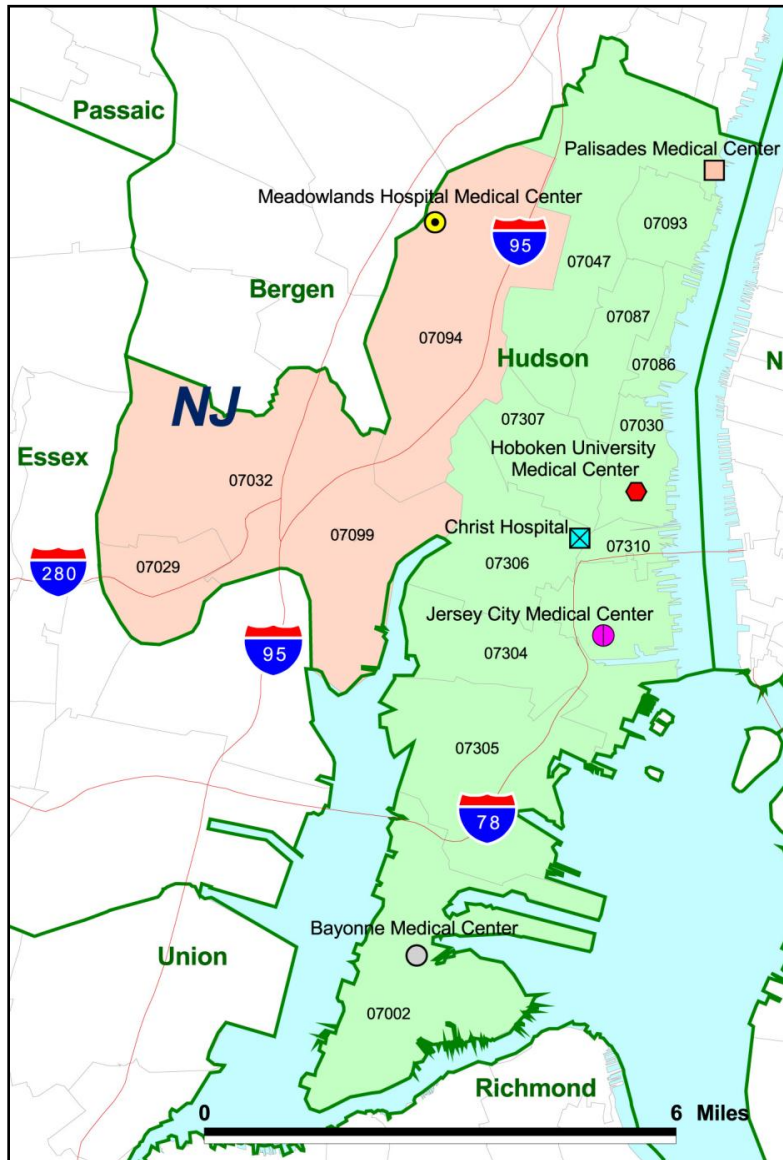 Passaic
Palisades Medical Center
Meadowlands Hospital Medical Center
07093
95
07047
Bergen
07087
07094
Hudson
07086
N
NJ
07307
07030
Essex
Hoboken University
Medical Center
07032
Christ Hospital
07099
07310
07306
280
07029
Jersey City Medical Center
95
07304
07305
78
Bayonne Medical Center
Union
07002
Richmond
0
6 Miles